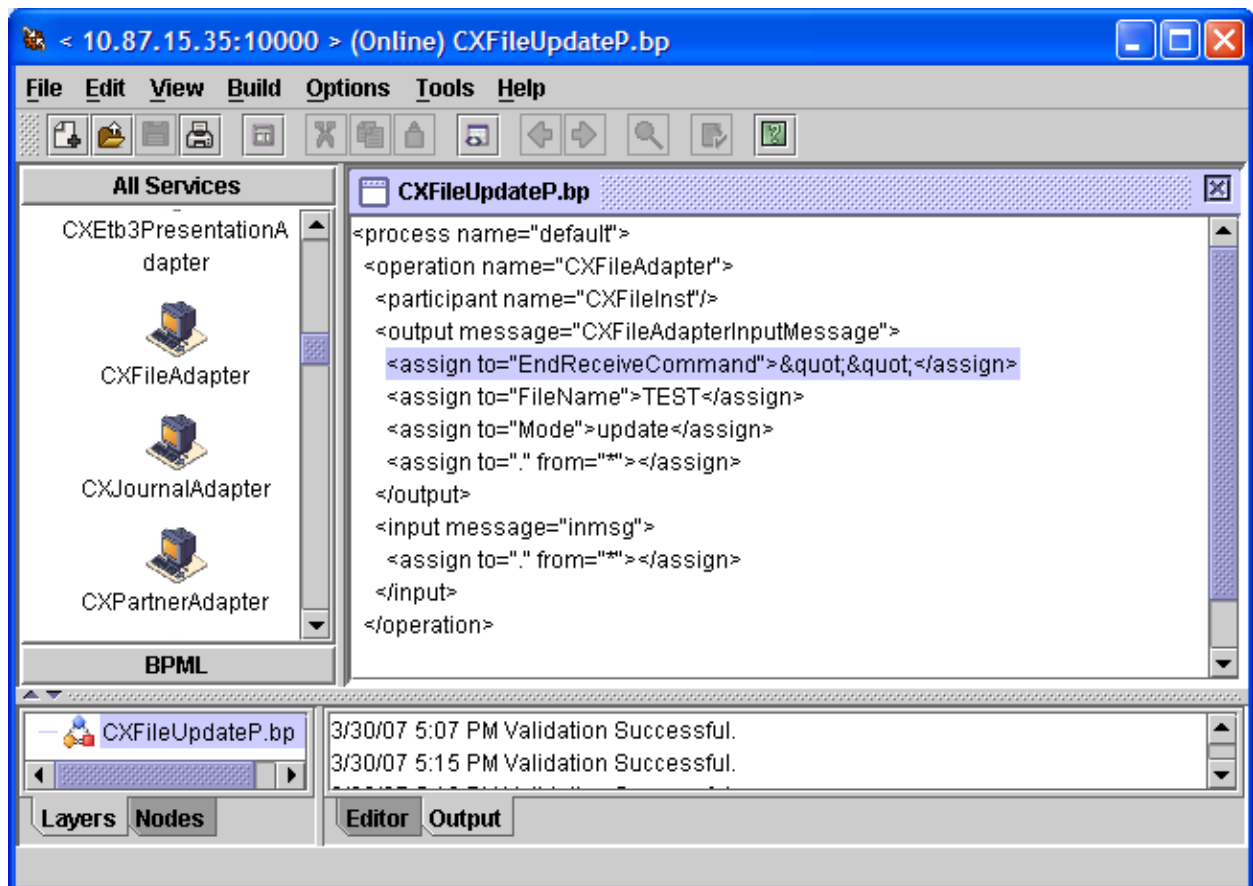 < 10.87.15.35:10000 > (Online) CXFileUpdateP.bp
File Edit View Build Options Tools Help
All Services
CXEtb3PresentationA
dapter
CXFileAdapter
CXJournalAdapter
CXPartnerAdapter
BPML
CXFileUpdateP.bp
<process name="default">
<operation name="CXFileAdapter">
<participant name="CXFileInst"/>
<output message="CXFileAdapterInputMessage">
<assign to="EndReceiveCommand">&quot;&quot;</assign>
<assign to="FileName">TEST</assign>
<assign to="Mode">update</assign>
<assign to="." from="*"></assign>
</output>
<input message="inmsg">
<assign to="." from="*"></assign>
</input>
</operation>
CXFileUpdateP.bp
3/30/07 5:07 PM Validation Successful.
3/30/07 5:15 PM Validation Successful.
Layers Nodes
Editor Output